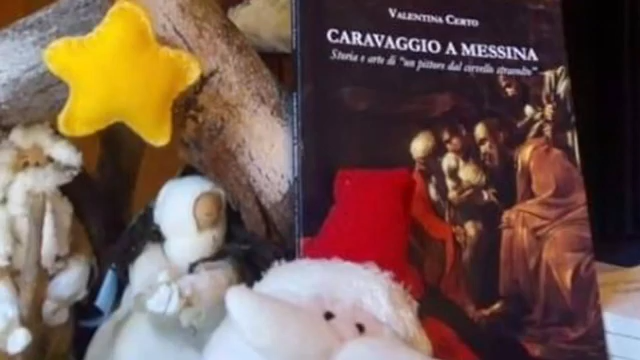 VALENTINA CERTO
CARAVAGGIO A MESSINA
Storia e arte di "un pittore dal cervello stravolto"